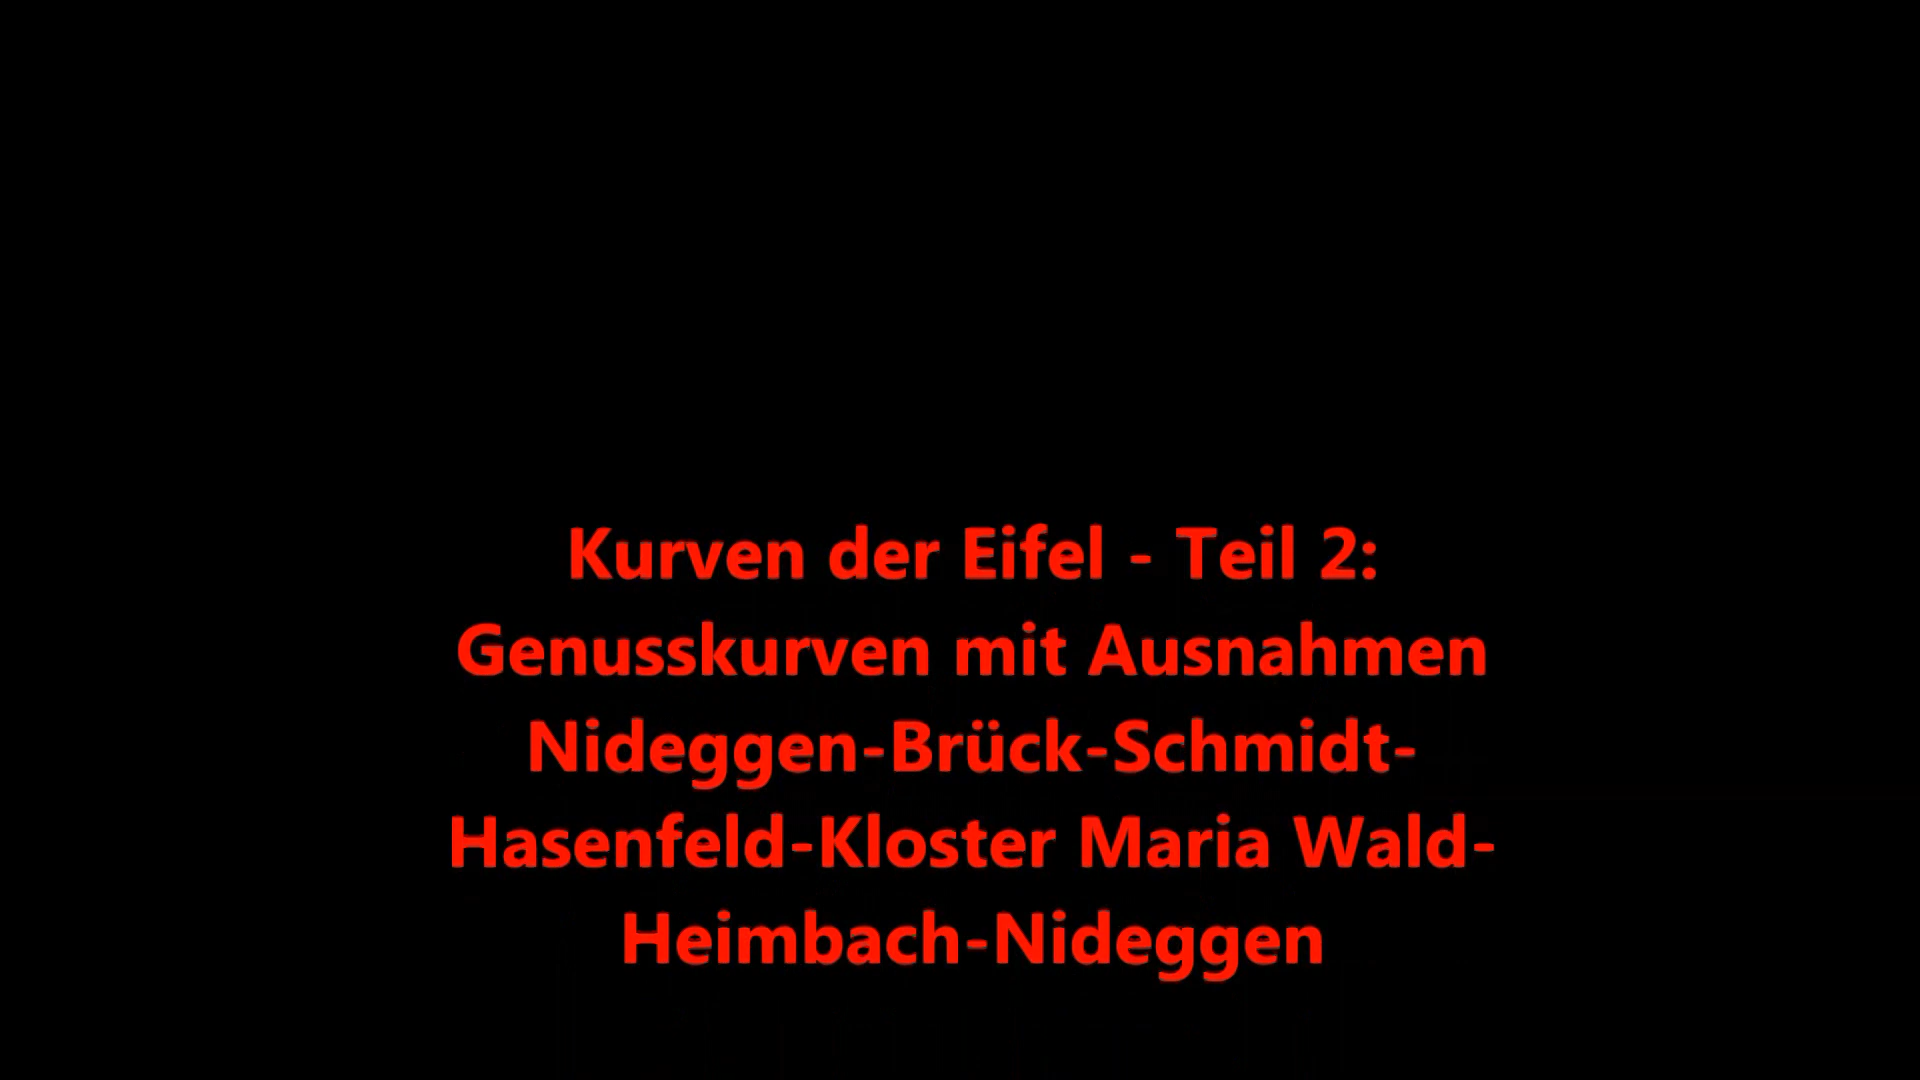 Kurven der Eifel - Teil 2:
Genusskurven mit Ausnahmen
Nideggen-Brück-Schmidt-
Hasenfeld-Kloster Maria Wald-
Heimbach-Nideggen